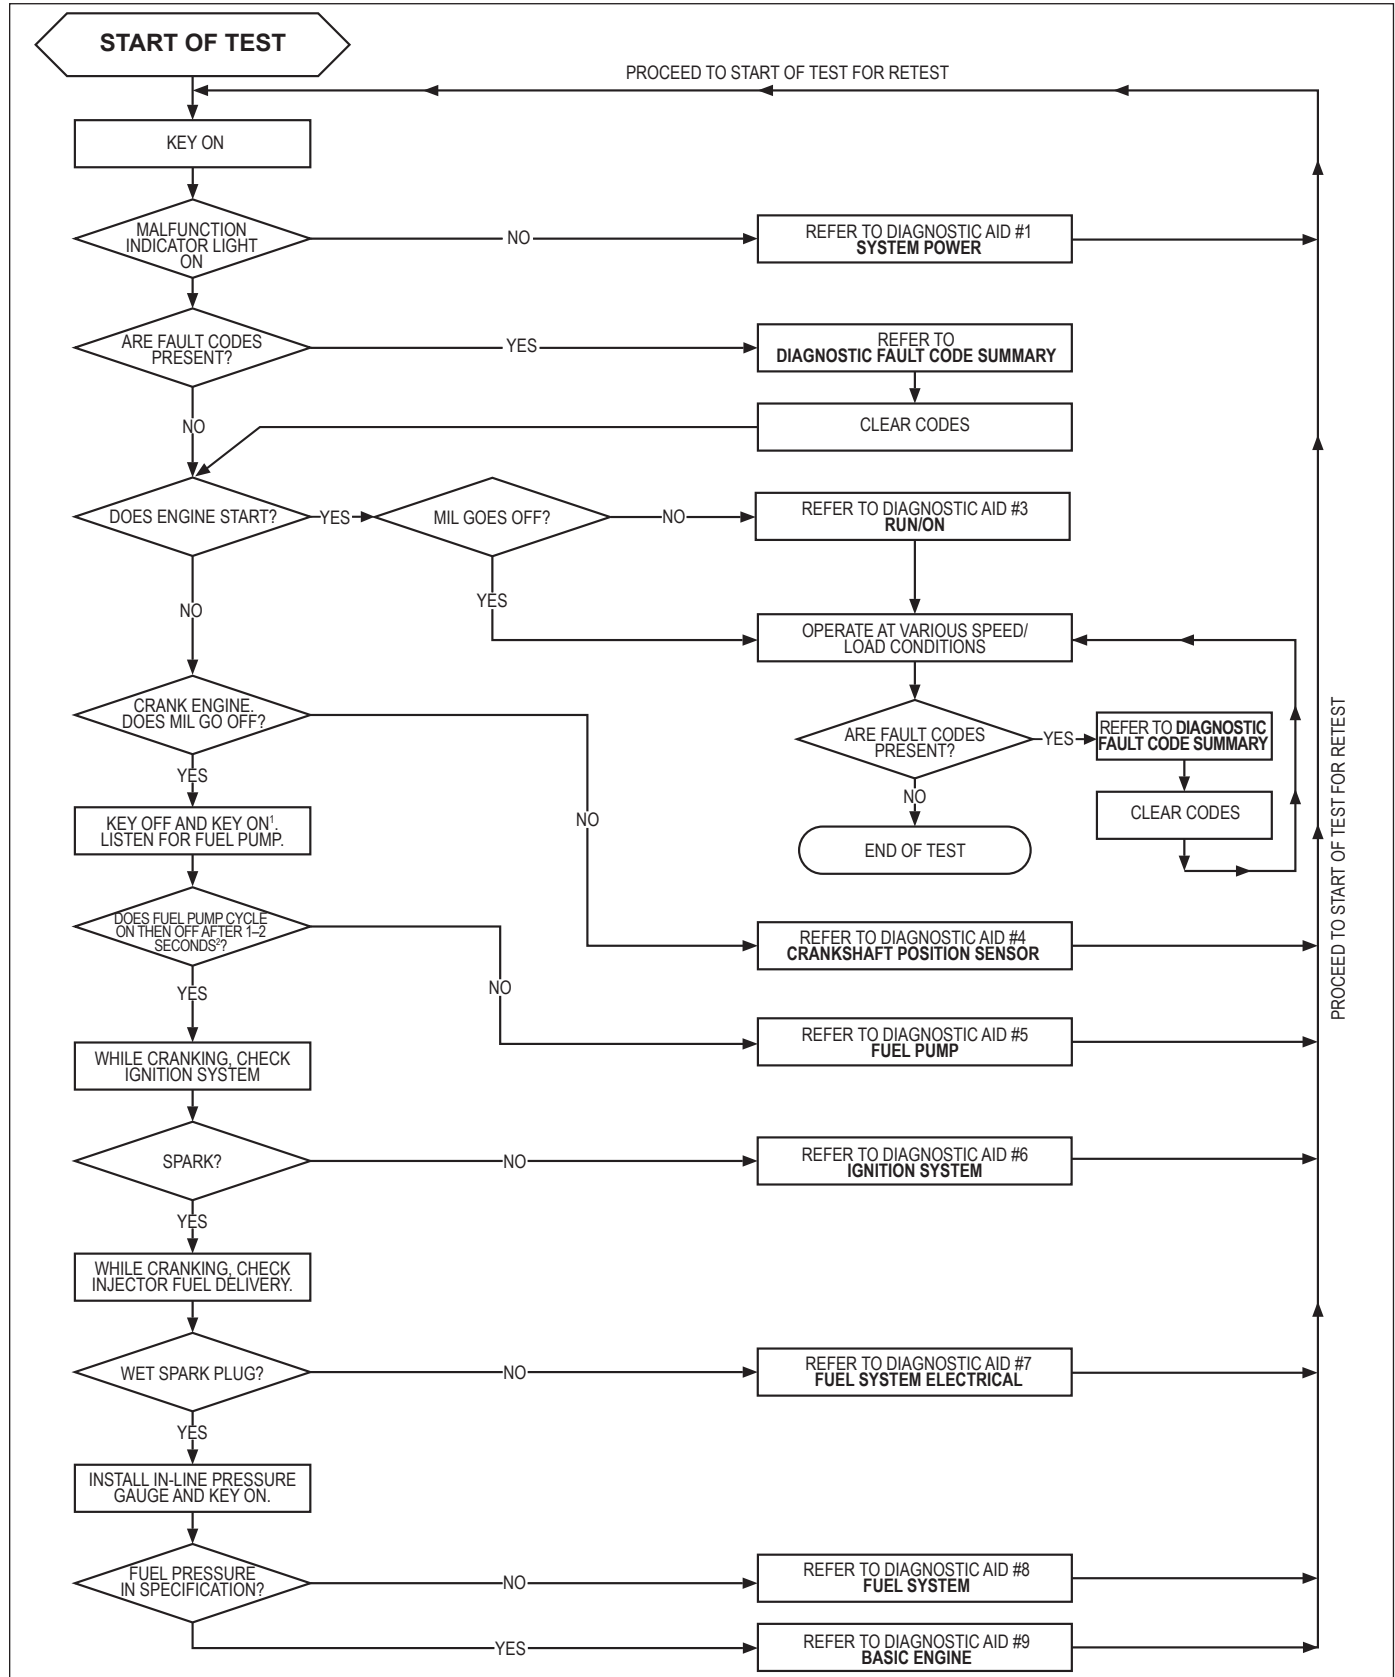 START OF TEST
PROCEED TO START OF TEST FOR RETEST
KEY ON
MALFUNCTION
INDICATOR LIGHT
ON
NO
REFER TO DIAGNOSTIC AID #1
SYSTEM POWER
ARE FAULT CODES
PRESENT?
YES
REFER TO
DIAGNOSTIC FAULT CODE SUMMARY
CLEAR CODES
NO
DOES ENGINE START?
YES
MIL GOES OFF?
NO
REFER TO DIAGNOSTIC AID #3
RUN/ON
YES
NO
OPERATE AT VARIOUS SPEED/
LOAD CONDITIONS
CRANK ENGINE.
DOES MIL GO OFF?
ARE FAULT CODES
PRESENT?
YES
REFER TO DIAGNOSTIC
FAULT CODE SUMMARY
YES
NO
CLEAR CODES
KEY OFF AND KEY ON¹.
LISTEN FOR FUEL PUMP.
NO
END OF TEST
PROCEED TO START OF TEST FOR RETEST
DOES FUEL PUMP CYCLE
ON THEN OFF AFTER 1–2
SECONDS²?
REFER TO DIAGNOSTIC AID #4
CRANKSHAFT POSITION SENSOR
YES
NO
REFER TO DIAGNOSTIC AID #5
FUEL PUMP
WHILE CRANKING, CHECK
IGNITION SYSTEM
SPARK?
NO
REFER TO DIAGNOSTIC AID #6
IGNITION SYSTEM
YES
WHILE CRANKING, CHECK
INJECTOR FUEL DELIVERY.
WET SPARK PLUG?
NO
REFER TO DIAGNOSTIC AID #7
FUEL SYSTEM ELECTRICAL
YES
INSTALL IN-LINE PRESSURE
GAUGE AND KEY ON.
FUEL PRESSURE
IN SPECIFICATION?
NO
REFER TO DIAGNOSTIC AID #8
FUEL SYSTEM
YES
REFER TO DIAGNOSTIC AID #9
BASIC ENGINE